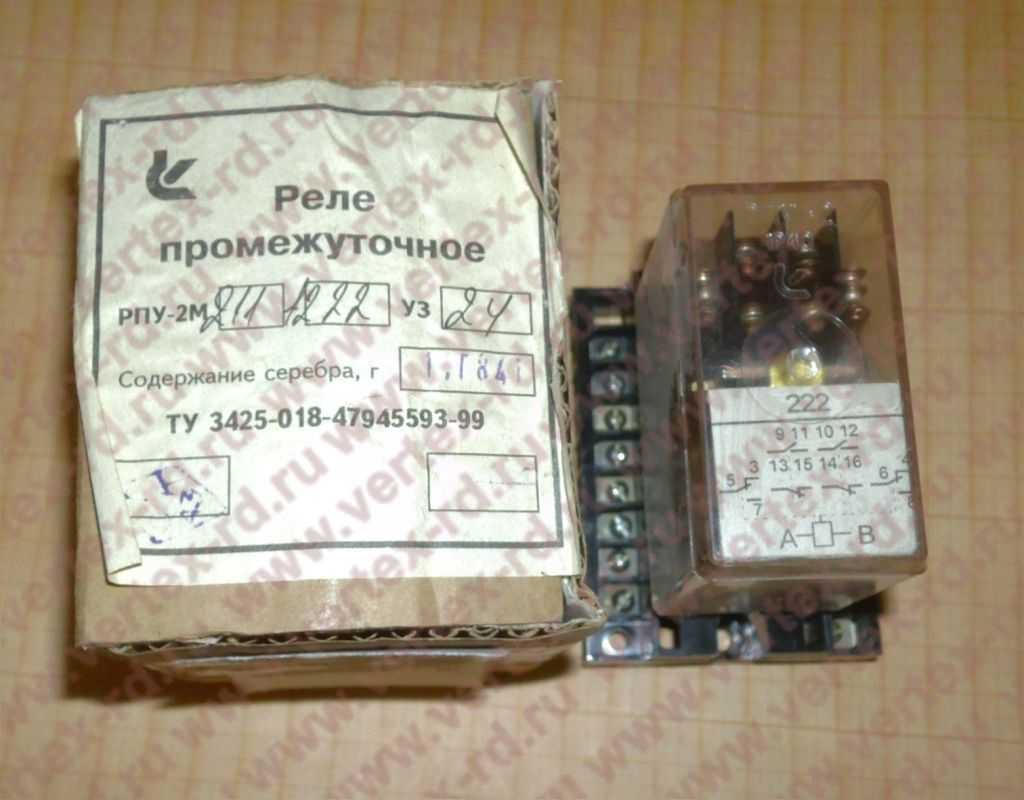 Реле
промежуточное
РПУ-2М 211 / 222 У3 24
Содержание серебра, г
ТУ 3425-018-47945593-99
222
9 11 10 12
5 3 13 15 14 16 6 4
7
A B
www.vertex-rd.ru